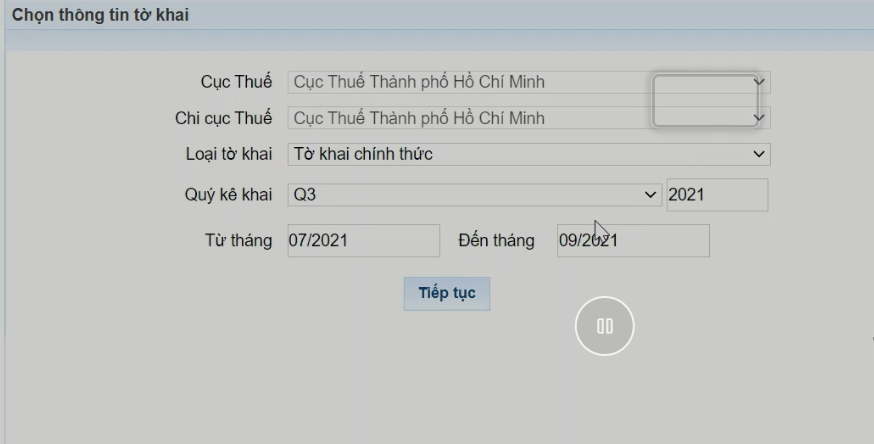 Chọn thông tin tờ khai
Cục Thuế Cục Thuế Thành phố Hồ Chí Minh
Chi cục Thuế Cục Thuế Thành phố Hồ Chí Minh
Loại tờ khai Tờ khai chính thức
Quý kê khai Q3 2021
Từ tháng 07/2021 Đến tháng 09/2021
Tiếp tục